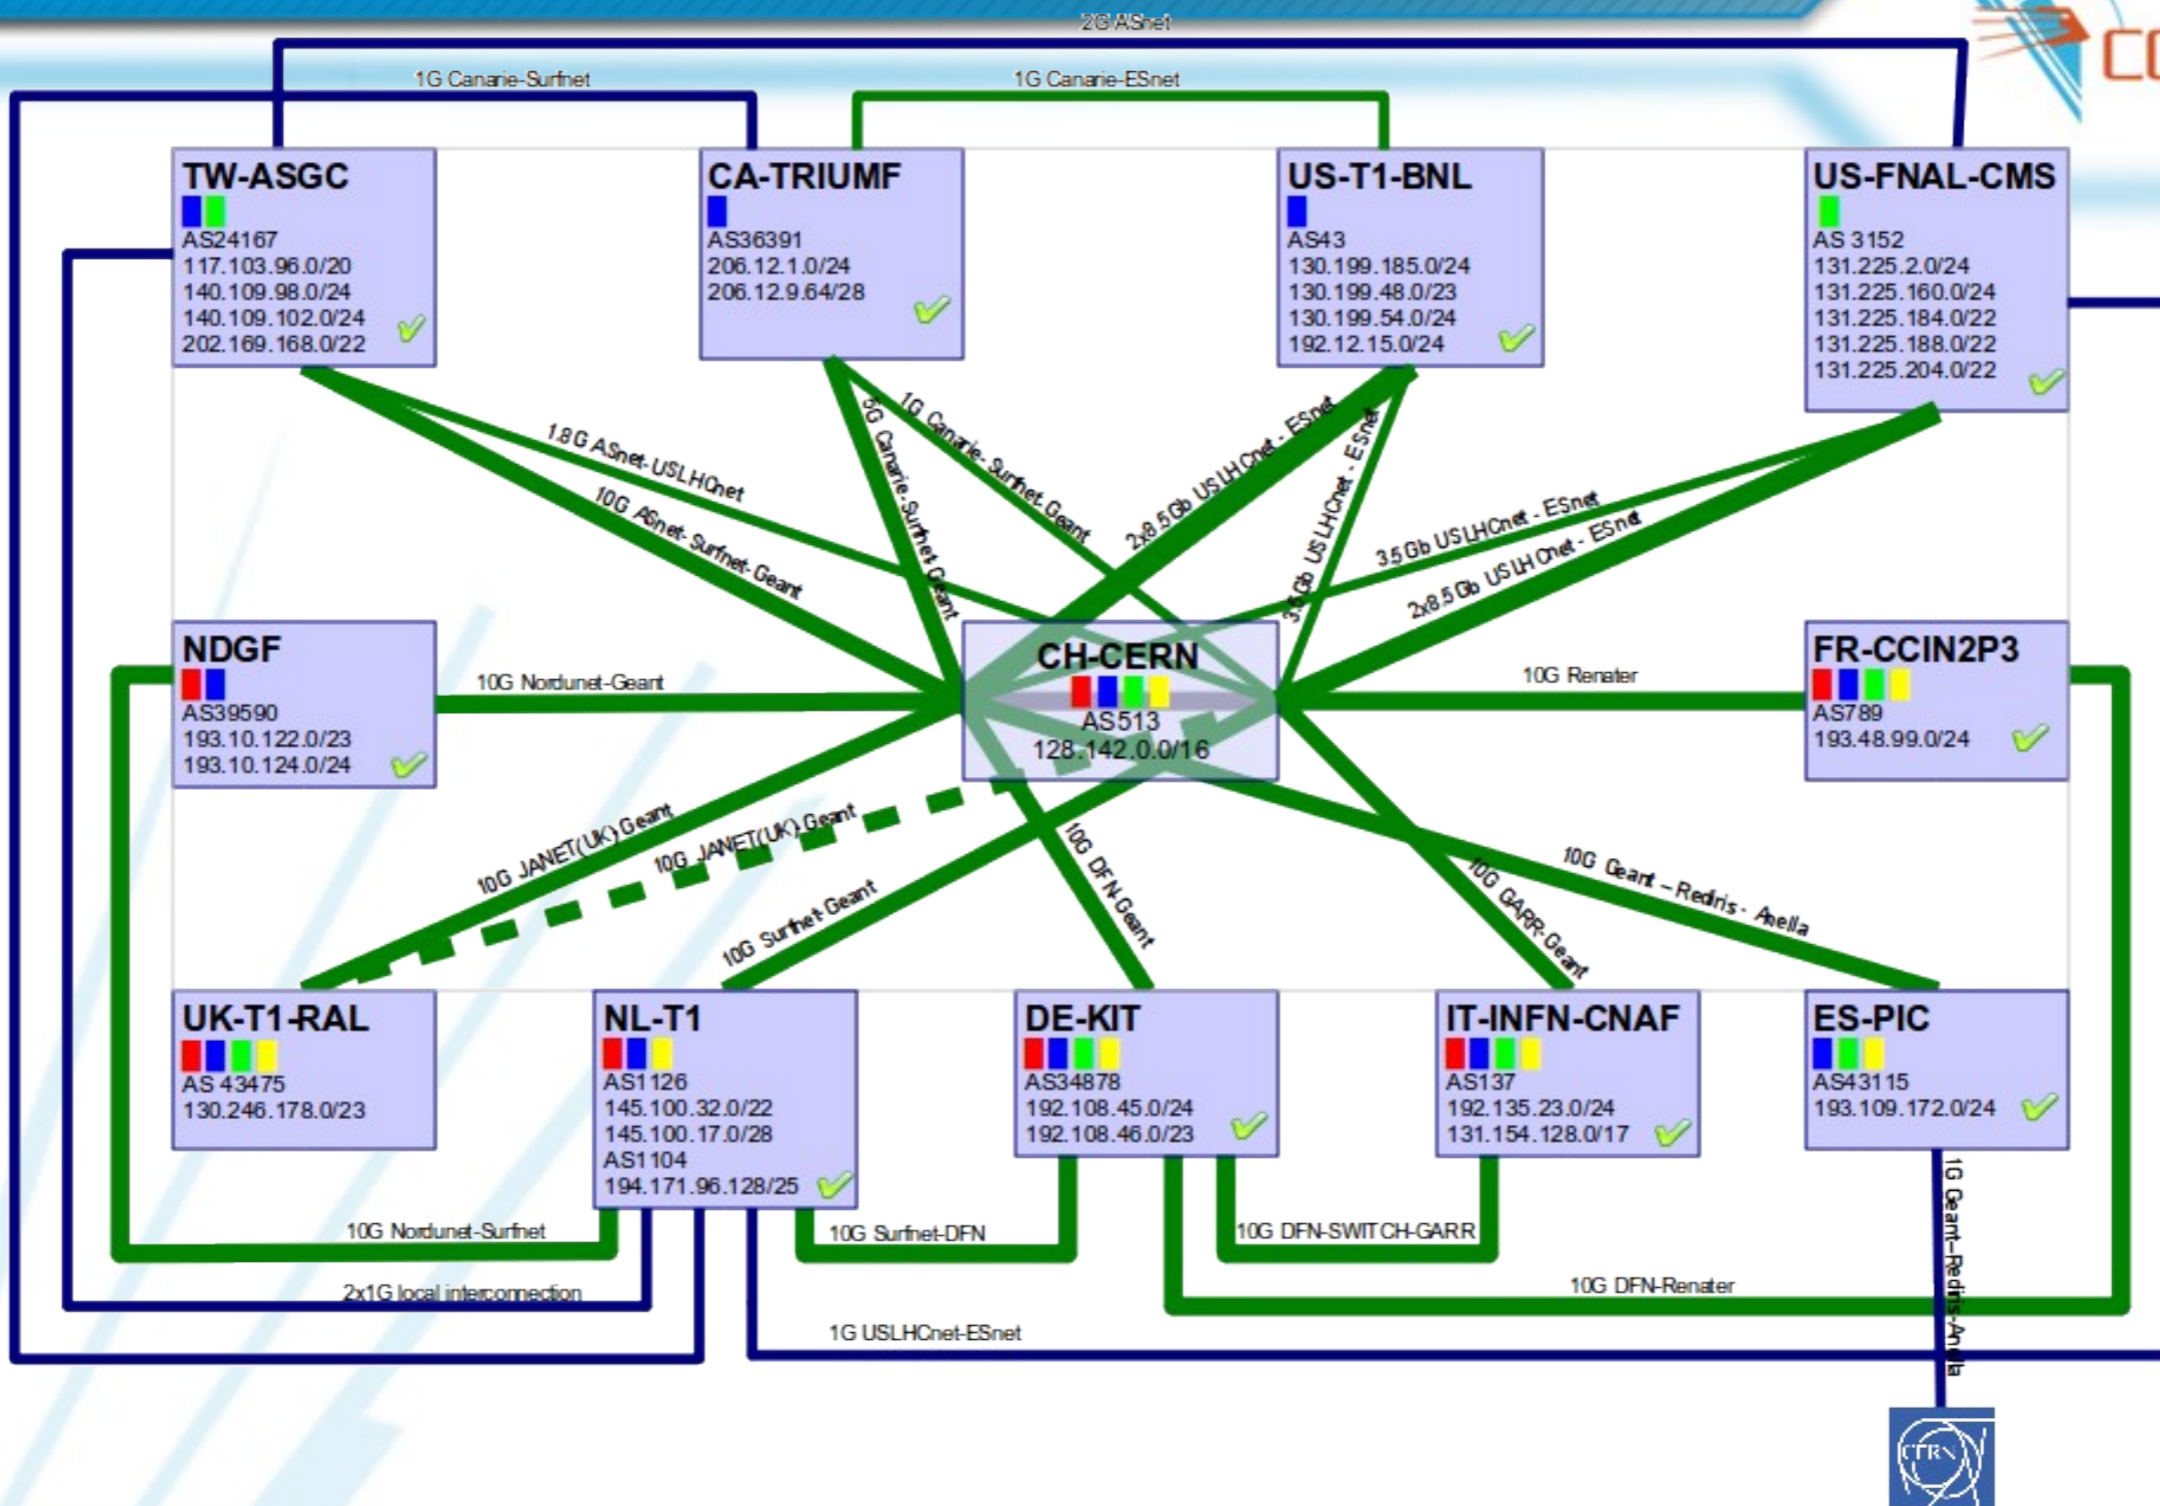 2G ASnet
1G Canarie-Surfnet
1G Canarie-ESnet
TW-ASGC
AS24167
117.103.96.0/20
140.109.98.0/24
140.109.102.0/24
202.169.168.0/22
CA-TRIUMF
AS36391
206.12.1.0/24
206.12.9.64/28
US-T1-BNL
AS43
130.199.185.0/24
130.199.48.0/23
130.199.54.0/24
192.12.15.0/24
US-FNAL-CMS
AS 3152
131.225.2.0/24
131.225.160.0/24
131.225.184.0/22
131.225.188.0/22
131.225.204.0/22
1.8G ASnet-USLHCnet
10G ASnet-Surfnet-Geant
5G Canarie-Surfnet-Geant
1G Canarie-Surfnet-Geant
2x8.5Gb USLHCnet - ESnet
3.5Gb USLHCnet - ESnet
3.5Gb USLHCnet - ESnet
2x8.5Gb USLHCnet - ESnet
NDGF
AS39590
193.10.122.0/23
193.10.124.0/24
10G Nordunet-Geant
CH-CERN
AS513
128.142.0.0/16
10G Renater
FR-CCIN2P3
AS789
193.48.99.0/24
10G JANET(UK)-Geant
10G JANET(UK)-Geant
10G Surfnet-Geant
10G DFN-Geant
10G GARR-Geant
10G Geant – Rediris - Anella
UK-T1-RAL
AS 43475
130.246.178.0/23
NL-T1
AS1126
145.100.32.0/22
145.100.17.0/28
AS1104
194.171.96.128/25
DE-KIT
AS34878
192.108.45.0/24
192.108.46.0/23
IT-INFN-CNAF
AS137
192.135.23.0/24
131.154.128.0/17
ES-PIC
AS43115
193.109.172.0/24
10G Nordunet-Surfnet
10G Surfnet-DFN
10G DFN-SWITCH-GARR
1G Geant–Rediris-Anella
2x1G local interconnection
10G DFN-Renater
1G USLHCnet-ESnet
CERN